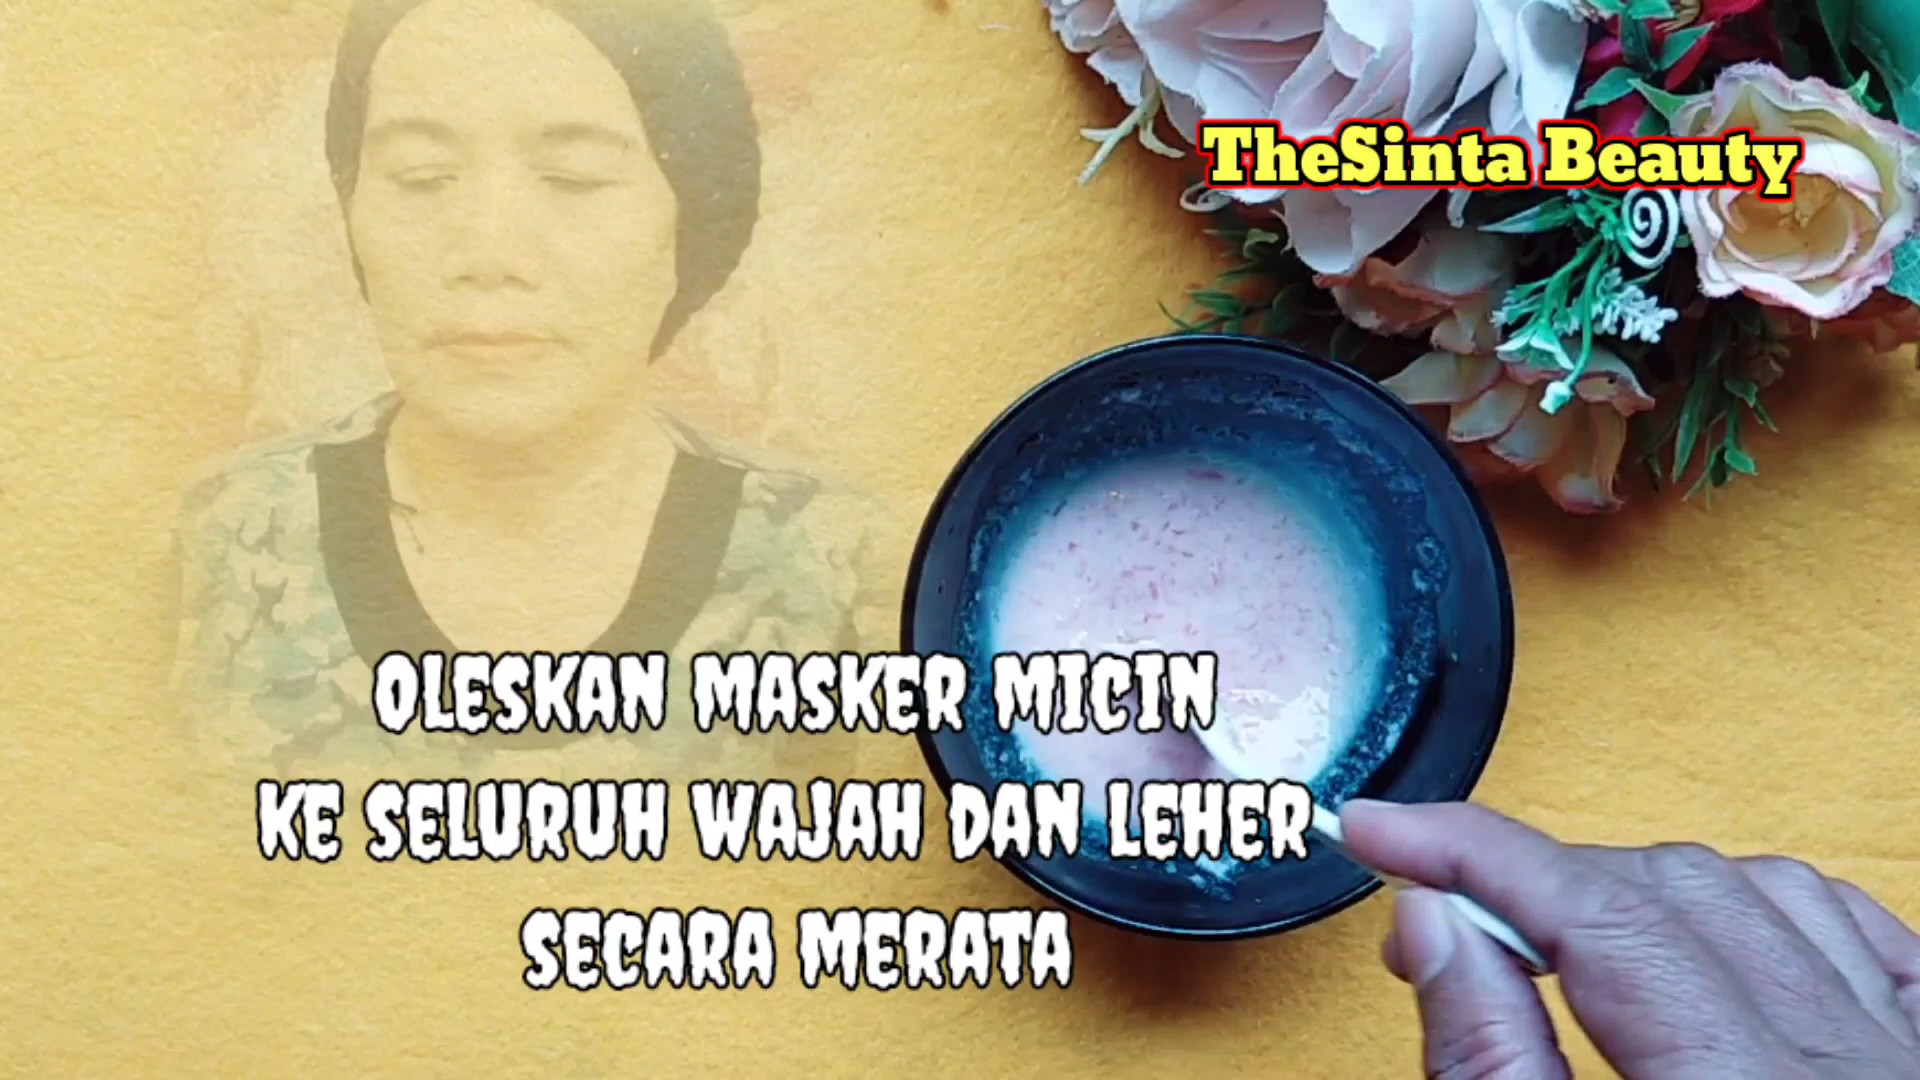 TheSinta Beauty
OLESKAN MASKER MICIN
KE SELURUH WAJAH DAN LEHER
SECARA MERATA